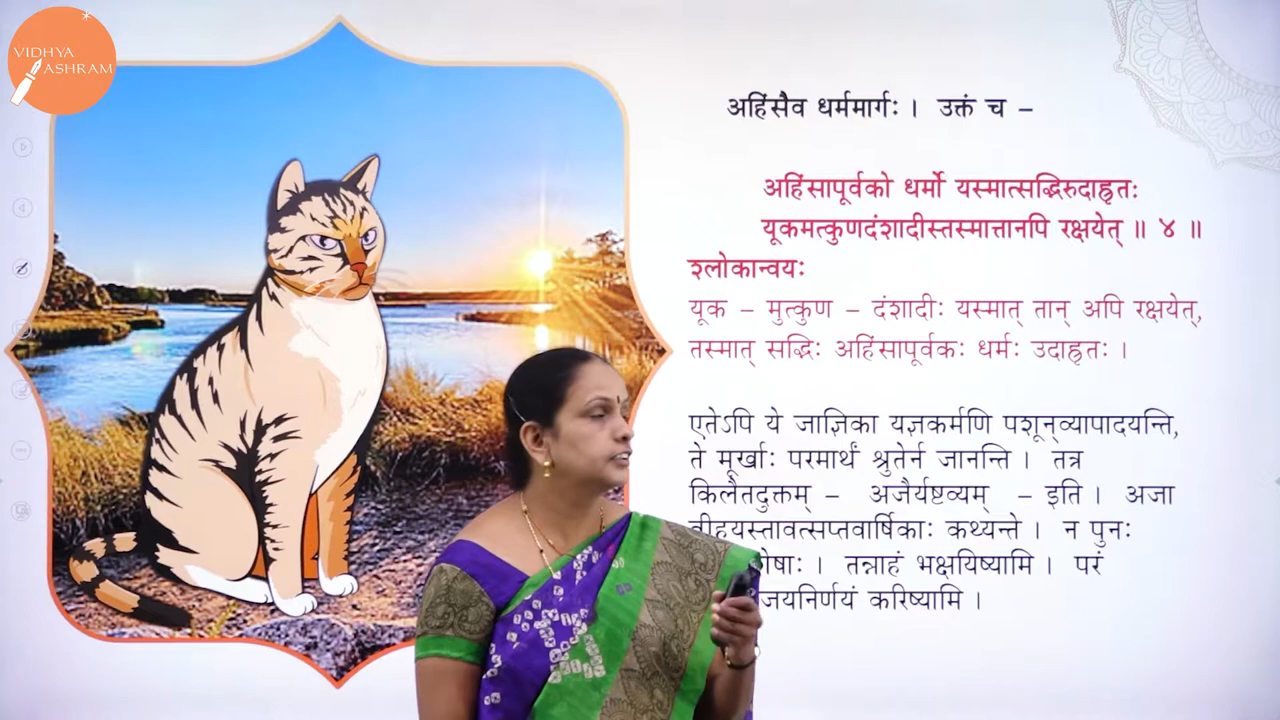 VIDHYA
ASHRAM
अहिंसैव धर्ममार्गः । उक्तं च –
अहिंसापूर्वको धर्मो यस्मात्सद्भिरुदाहृतः
यूकमत्कुणदंशादीस्तस्मात्तानपि रक्षयेत् ॥ ४ ॥
श्लोकान्वयः
यूक – मुत्कुण – दंशादीः यस्मात् तान् अपि रक्षयेत्,
तस्मात् सद्भिः अहिंसापूर्वकः धर्मः उदाहृतः ।
एतेऽपि ये जाज्ञिका यज्ञकर्मणि पशून्व्यापादयन्ति,
ते मूर्खाः परमार्थं श्रुतेर्न जानन्ति । तत्र
किलैतदुक्तम् – अजैर्यष्टव्यम् – इति । अजा
व्रीहयस्तावत्सप्तवार्षिकाः कथ्यन्ते । न पुनः
तन्नाहं भक्षयिष्यामि । परं
जयनिर्णयं करिष्यामि ।